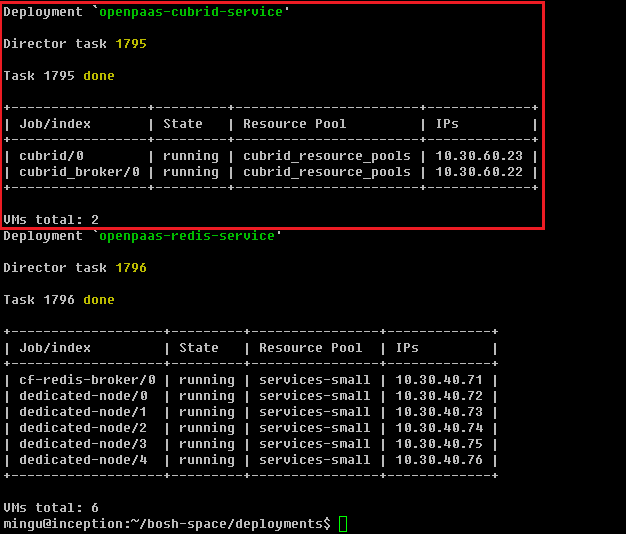 Deployment `openpaas-cubrid-service'
Director task 1795
Task 1795 done
+-------------------+---------+-----------------------+-------------+
| Job/index         | State   | Resource Pool         | IPs         |
+-------------------+---------+-----------------------+-------------+
| cubrid/0          | running | cubrid_resource_pools | 10.30.60.23 |
| cubrid_broker/0 | running | cubrid_resource_pools | 10.30.60.22 |
+-------------------+---------+-----------------------+-------------+
VMs total: 2
Deployment `openpaas-redis-service'
Director task 1796
Task 1796 done
+-------------------+---------+----------------+-------------+
| Job/index         | State   | Resource Pool  | IPs         |
+-------------------+---------+----------------+-------------+
| cf-redis-broker/0 | running | services-small | 10.30.40.71 |
| dedicated-node/0  | running | services-small | 10.30.40.72 |
| dedicated-node/1  | running | services-small | 10.30.40.73 |
| dedicated-node/2  | running | services-small | 10.30.40.74 |
| dedicated-node/3  | running | services-small | 10.30.40.75 |
| dedicated-node/4  | running | services-small | 10.30.40.76 |
+-------------------+---------+----------------+-------------+
VMs total: 6
mingu@inception:~/bosh-space/deployments$